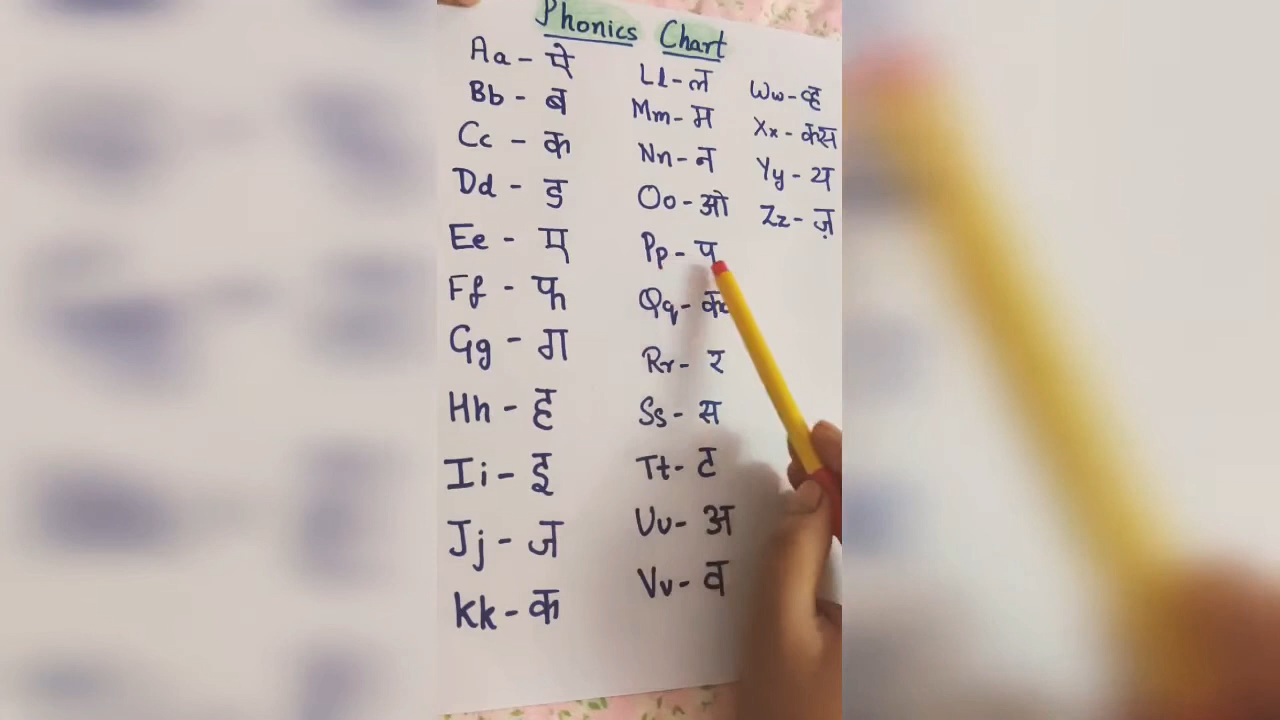 Phonics Chart
Aa - ऐ
Bb - ब
Cc - क
Dd - ड
Ee - ए
Ff - फ
Gg - ग
Hh - ह
Ii - इ
Jj - ज
Kk - क
Ll - ल
Mm - म
Nn - न
Oo - ओ
Pp - प
Qq -
Rr - र
Ss - स
Tt - ट
Uu - अ
Vv - व
Ww - व्ह
Xx - क्स
Yy - य
Zz - ज़